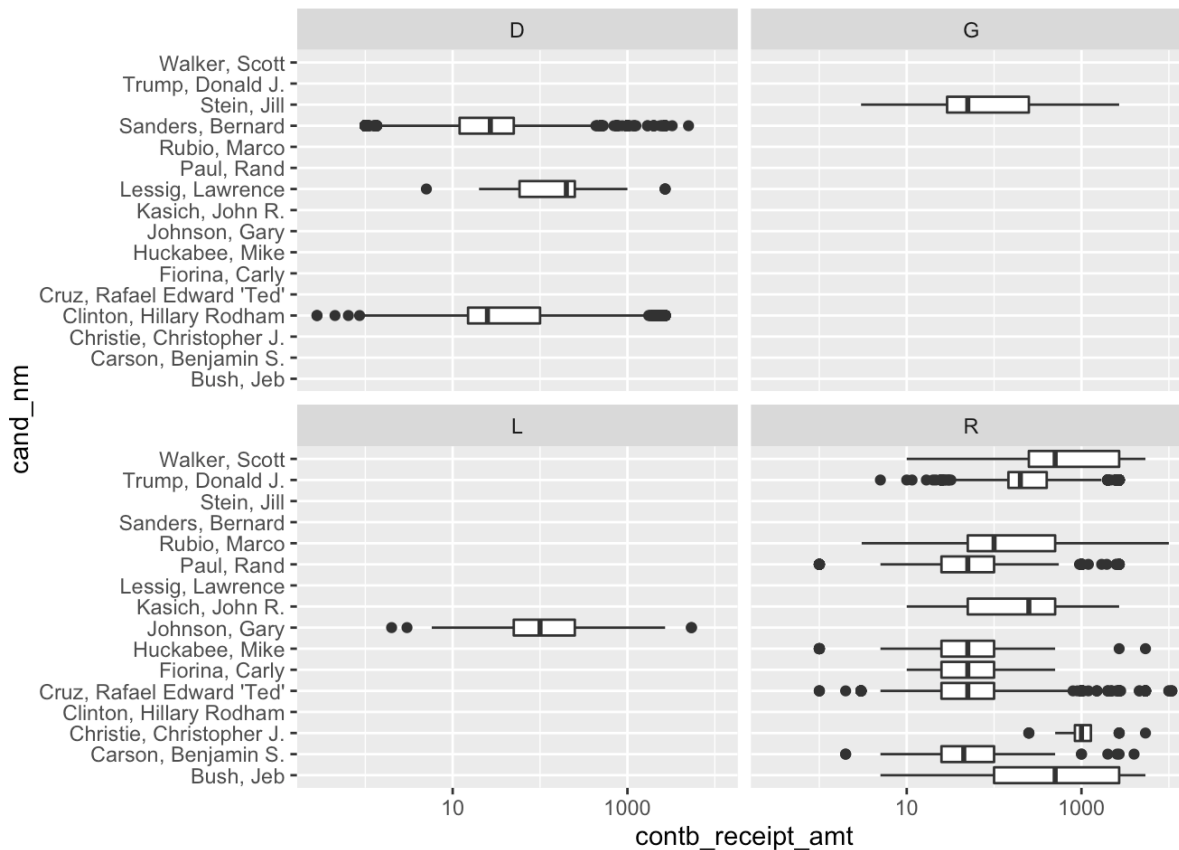 D
G
Walker, Scott
Trump, Donald J.
Stein, Jill
Sanders, Bernard
Rubio, Marco
Paul, Rand
Lessig, Lawrence
Kasich, John R.
Johnson, Gary
Huckabee, Mike
Fiorina, Carly
Cruz, Rafael Edward 'Ted'
Clinton, Hillary Rodham
Christie, Christopher J.
Carson, Benjamin S.
Bush, Jeb
cand_nm
L
R
Walker, Scott
Trump, Donald J.
Stein, Jill
Sanders, Bernard
Rubio, Marco
Paul, Rand
Lessig, Lawrence
Kasich, John R.
Johnson, Gary
Huckabee, Mike
Fiorina, Carly
Cruz, Rafael Edward 'Ted'
Clinton, Hillary Rodham
Christie, Christopher J.
Carson, Benjamin S.
Bush, Jeb
10 1000 10 1000
contb_receipt_amt